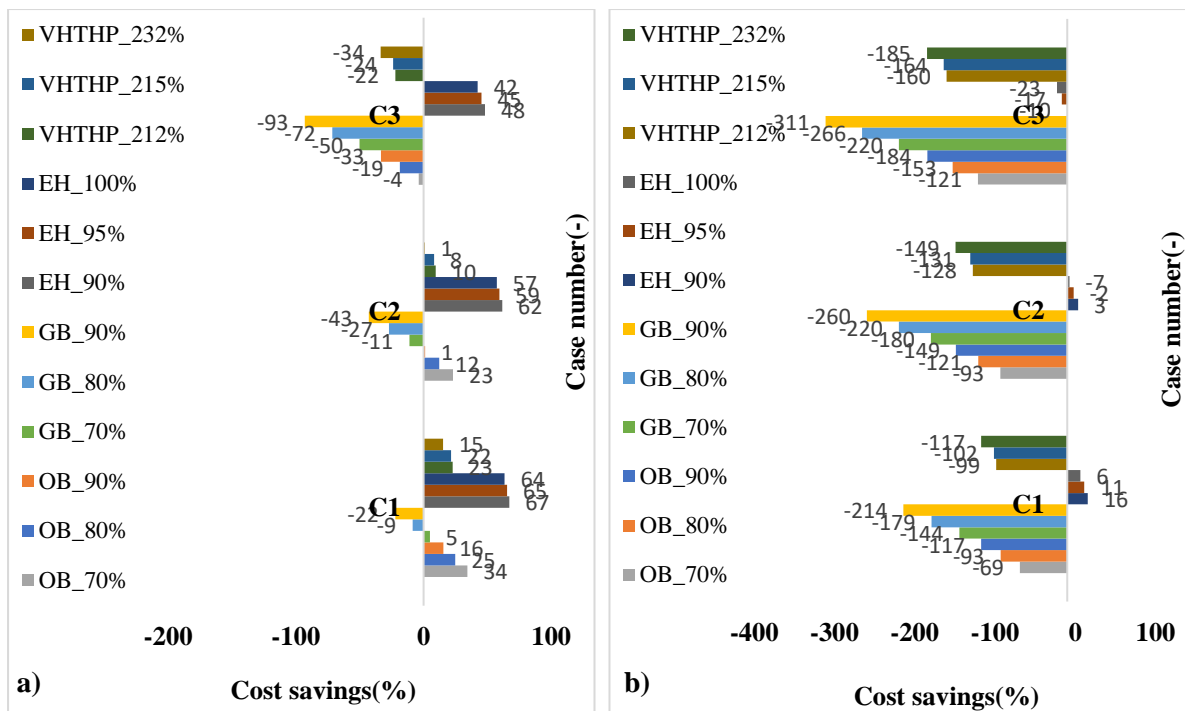 VHTHP_232%
VHTHP_215%
VHTHP_212%
EH_100%
EH_95%
EH_90%
GB_90%
GB_80%
GB_70%
OB_90%
OB_80%
OB_70%
-34
-24
-22
42
45
48
C3
-93
-72
-50
-33
-19
-4
1
8
10
57
59
62
C2
-43
-27
-11
1
12
23
15
22
23
64
65
67
C1
-22
-9
5
16
25
34
Case number(-)
-200 -100 0 100
Cost savings(%)
a)
VHTHP_232%
VHTHP_215%
VHTHP_212%
EH_100%
EH_95%
EH_90%
GB_90%
GB_80%
GB_70%
OB_90%
OB_80%
OB_70%
-185
-164
-160
-23
-17
-10
C3
-311
-266
-220
-184
-153
-121
-149
-131
-128
-7
-2
3
C2
-260
-220
-180
-149
-121
-93
-117
-102
-99
6
11
16
C1
-214
-179
-144
-117
-93
-69
Case number(-)
-400 -300 -200 -100 0 100
Cost savings(%)
b)